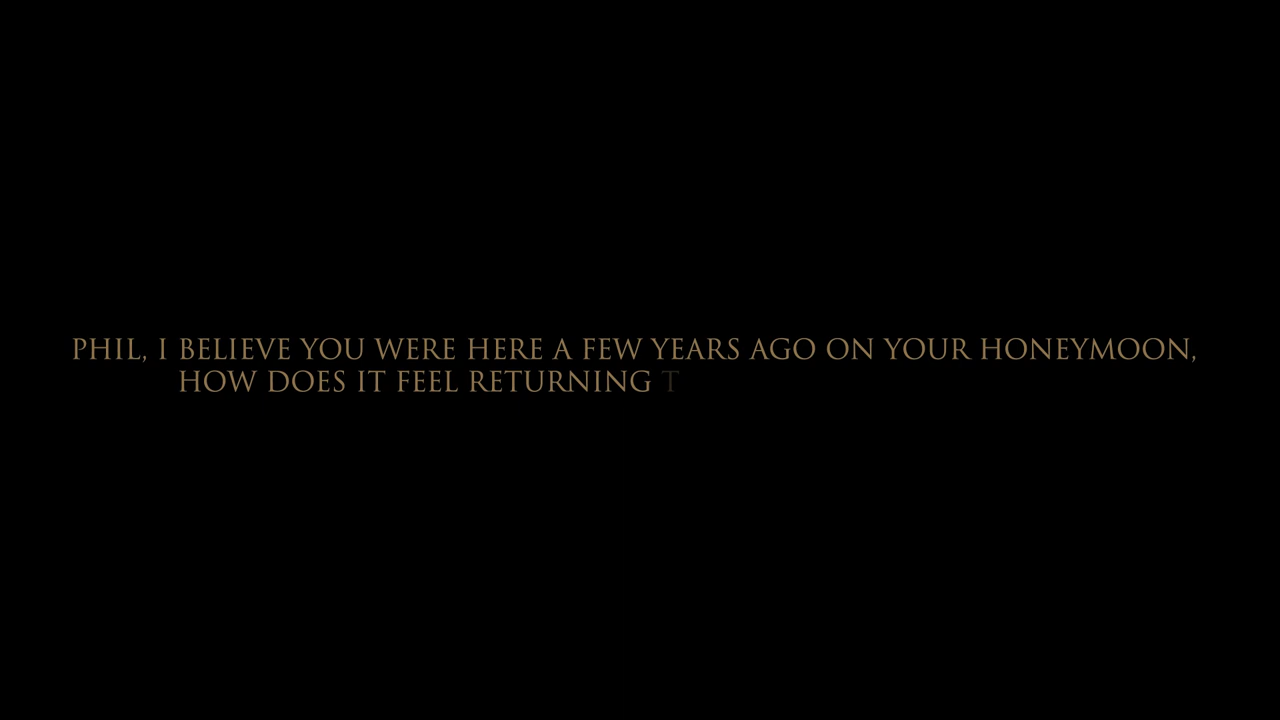 PHIL, I BELIEVE YOU WERE HERE A FEW YEARS AGO ON YOUR HONEYMOON,
HOW DOES IT FEEL RETURNING T